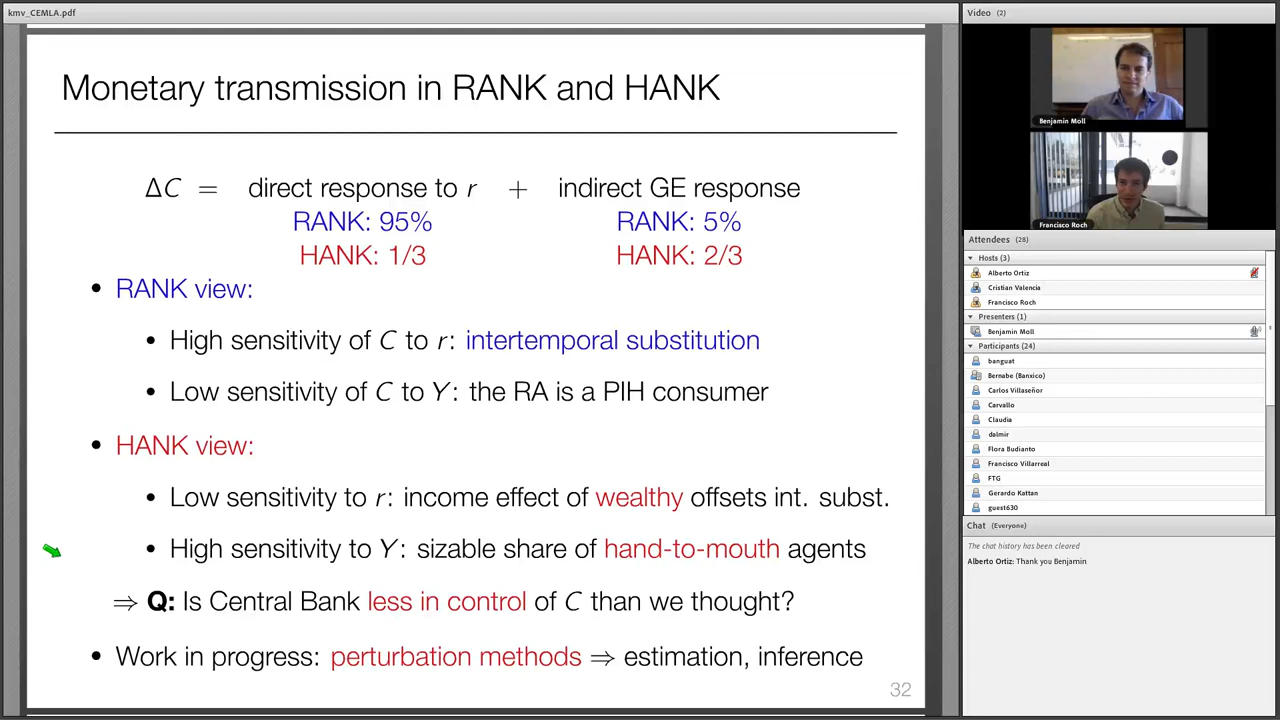 kmv_CEMLA.pdf
Monetary transmission in RANK and HANK
ΔC = direct response to r + indirect GE response
RANK: 95% RANK: 5%
HANK: 1/3 HANK: 2/3
• RANK view:
• High sensitivity of C to r: intertemporal substitution
• Low sensitivity of C to Y: the RA is a PIH consumer
• HANK view:
• Low sensitivity to r: income effect of wealthy offsets int. subst.
• High sensitivity to Y: sizable share of hand-to-mouth agents
⇒ Q: Is Central Bank less in control of C than we thought?
• Work in progress: perturbation methods ⇒ estimation, inference
32
Video (2)
Benjamin Moll
Francisco Roch
Attendees (28)
Hosts (3)
Alberto Ortiz
Cristian Valencia
Francisco Roch
Presenters (1)
Benjamin Moll
Participants (24)
banguat
Bernabe (Banxico)
Carlos Villaseñor
Carvallo
Claudia
dalmir
Flora Budianto
Francisco Villarreal
FTG
Gerardo Kattan
guest630
Chat (Everyone)
The chat history has been cleared
Alberto Ortiz: Thank you Benjamin